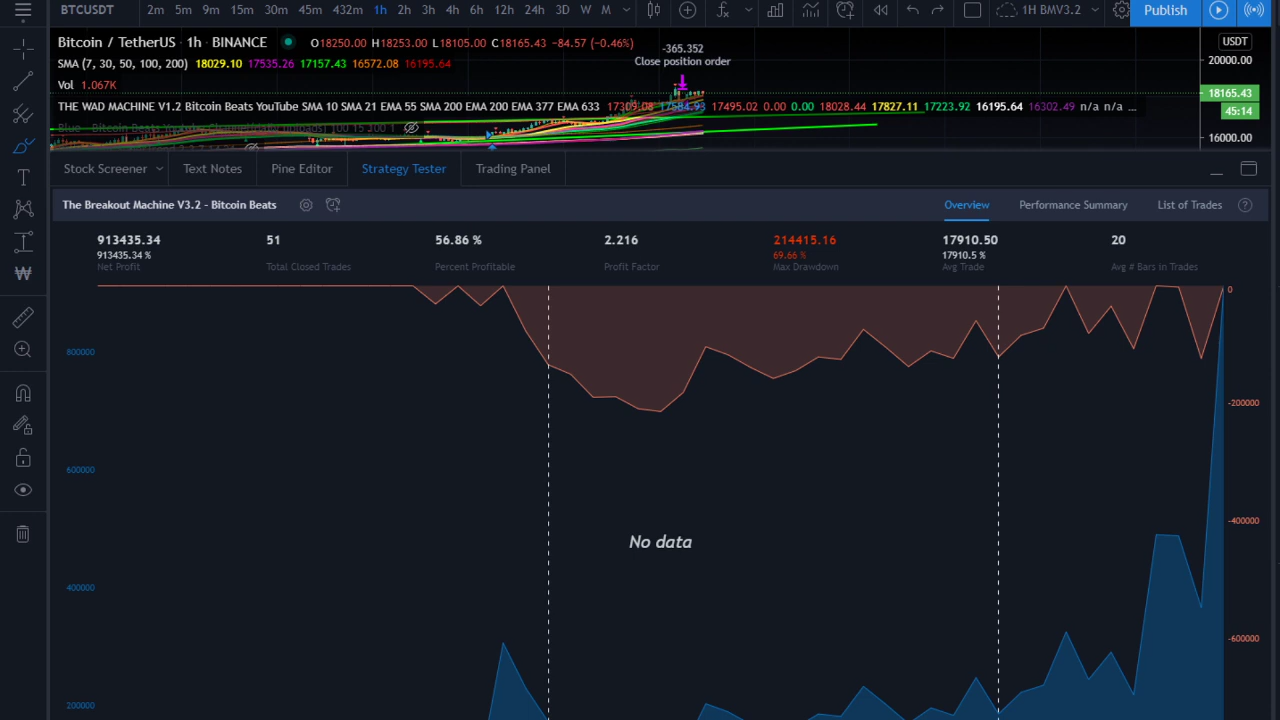 BTCUSDT 2m 5m 9m 15m 30m 45m 432m 1h 2h 3h 4h 6h 12h 24h 3D W M 1H BMV3.2 Publish
Bitcoin / TetherUS · 1h · BINANCE O18250.00 H18253.00 L18105.00 C18165.43 −84.57 (−0.46%)
USDT
-365.352
Close position order
SMA (7, 30, 50, 100, 200) 18029.10 17535.26 17157.43 16572.08 16195.64
20000.00
Vol 1.067K
18165.43
45:14
THE WAD MACHINE V1.2 Bitcoin Beats YouTube SMA 10 SMA 21 EMA 55 SMA 200 EMA 200 EMA 377 EMA 633 17309.08 17584.93 17495.02 0.00 0.00 18028.44 17827.11 17223.92 16195.64 16302.49 n/a n/a ...
16000.00
Stock Screener Text Notes Pine Editor Strategy Tester Trading Panel
The Breakout Machine V3.2 - Bitcoin Beats Overview Performance Summary List of Trades
913435.34 51 56.86 % 2.216 214415.16 17910.50 20
913435.34 % 69.66 % 17910.5 %
Net Profit Total Closed Trades Percent Profitable Profit Factor Max Drawdown Avg Trade Avg # Bars in Trades
0
800000
-200000
600000
-400000
No data
400000
-600000
200000